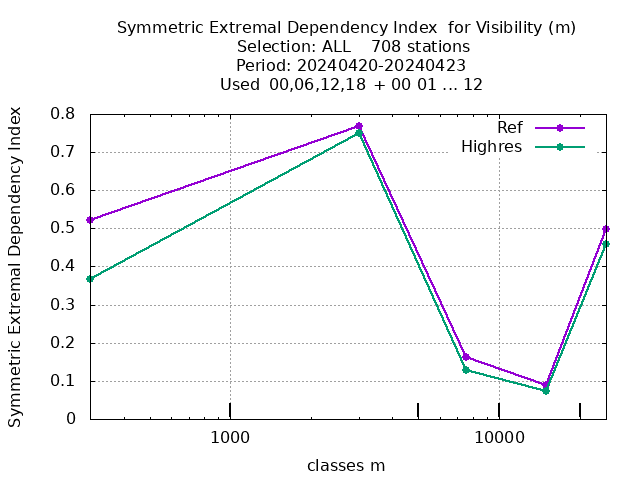 Symmetric Extremal Dependency Index  for Visibility (m)
Selection: ALL    708 stations
Period: 20240420-20240423
Used  00,06,12,18  + 00 01 ... 12
Symmetric Extremal Dependency Index
0.8
0.7
0.6
0.5
0.4
0.3
0.2
0.1
0
Ref
Highres
1000
10000
classes m